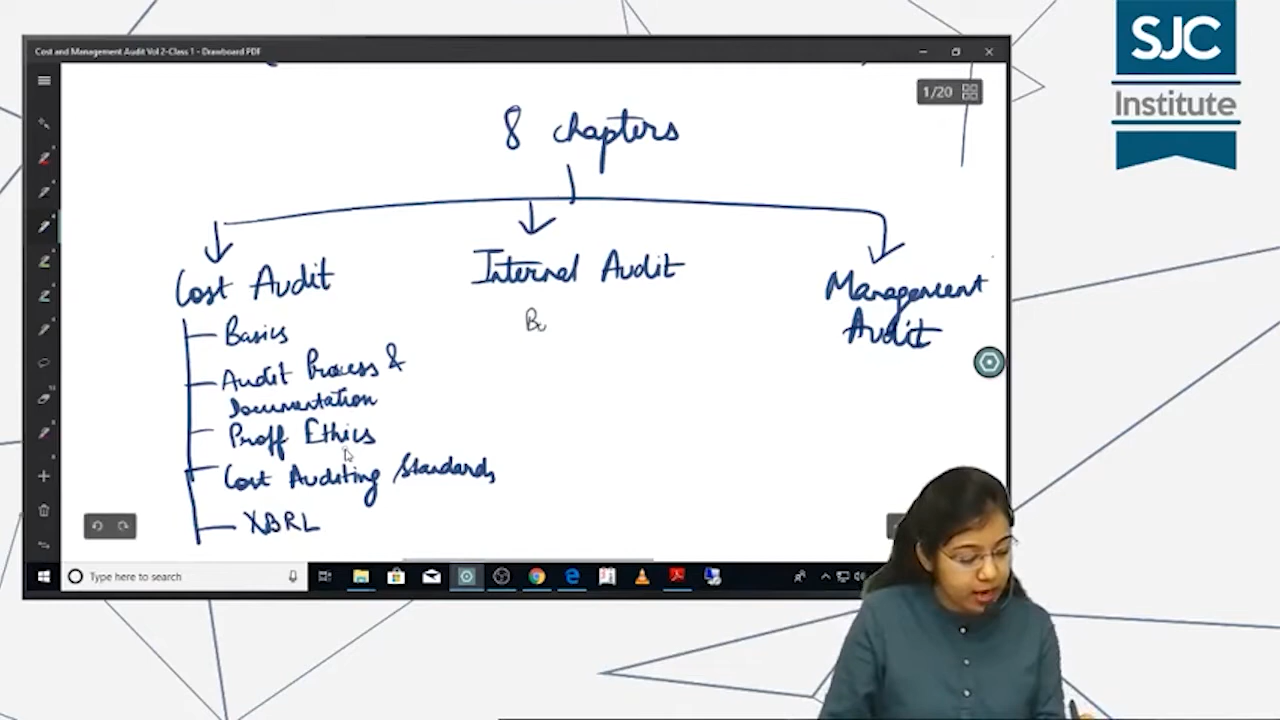 Cost and Management Audit Vol 2-Class 1 - Drawboard PDF
SJC
Institute
1/20
8 chapters
Cost Audit
Internal Audit
Management
Audit
Basics
Audit Process &
Documentation
Proff Ethics
Cost Auditing Standards
XBRL
Type here to search